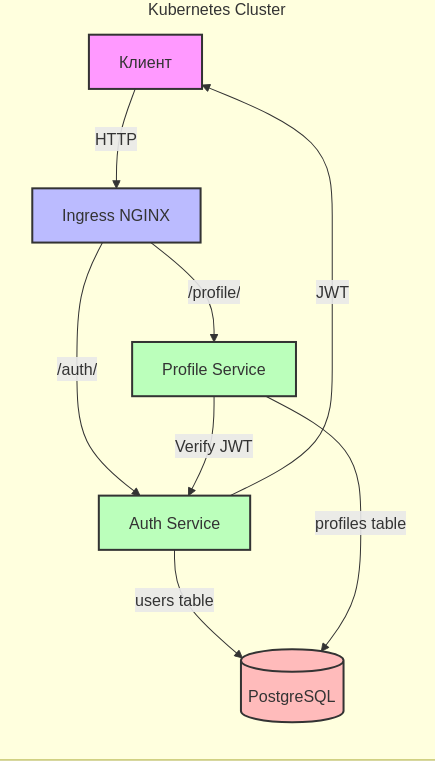 Kubernetes Cluster
Клиент
HTTP
Ingress NGINX
/profile/
JWT
/auth/
Profile Service
Verify JWT
Auth Service
profiles table
users table
PostgreSQL